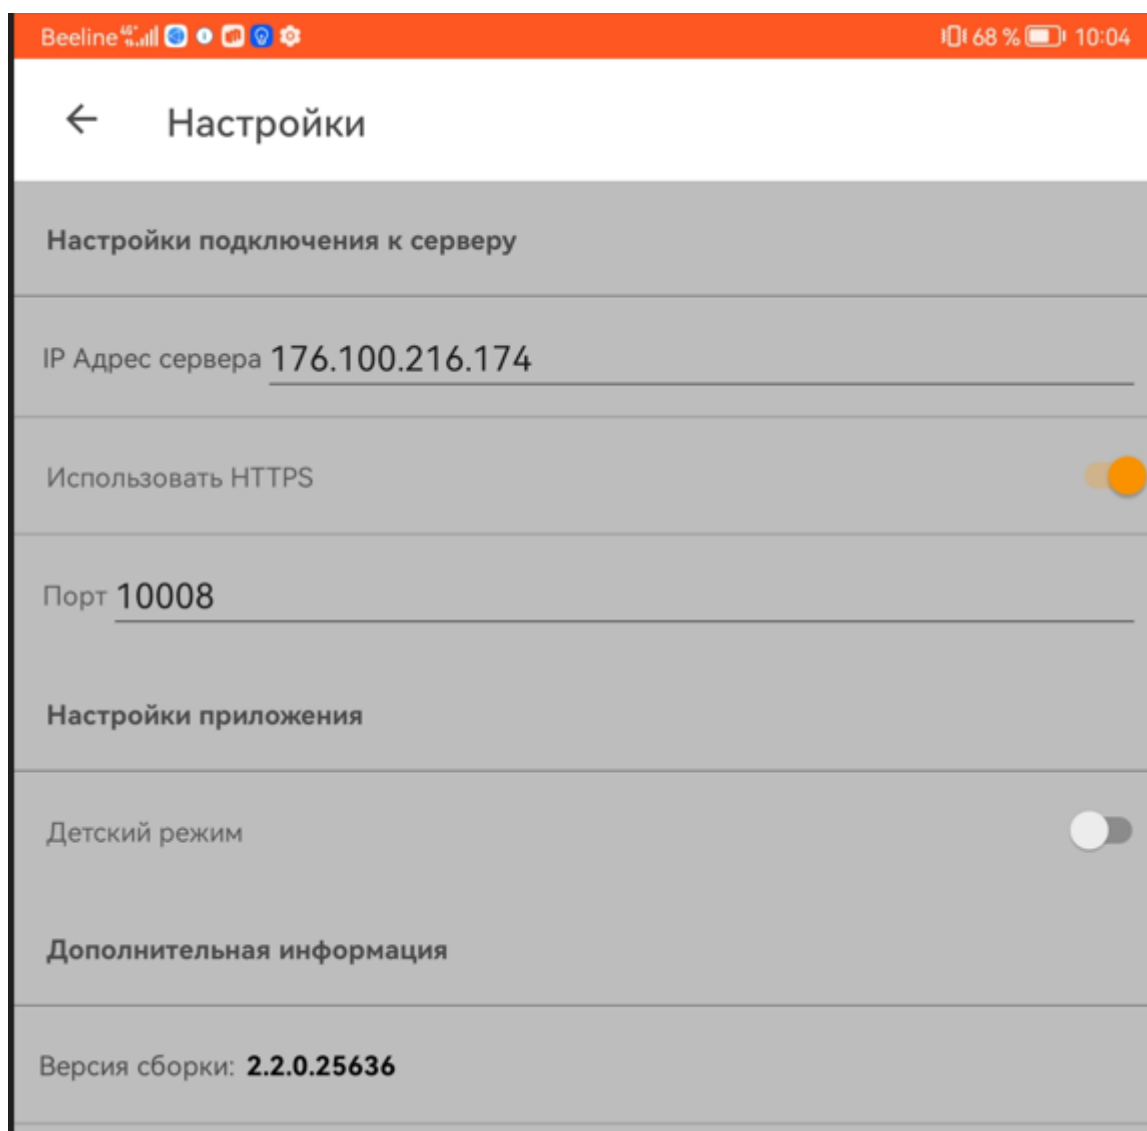 Beeline 68 % 10:04
Настройки
Настройки подключения к серверу
IP Адрес сервера 176.100.216.174
Использовать HTTPS
Порт 10008
Настройки приложения
Детский режим
Дополнительная информация
Версия сборки: 2.2.0.25636